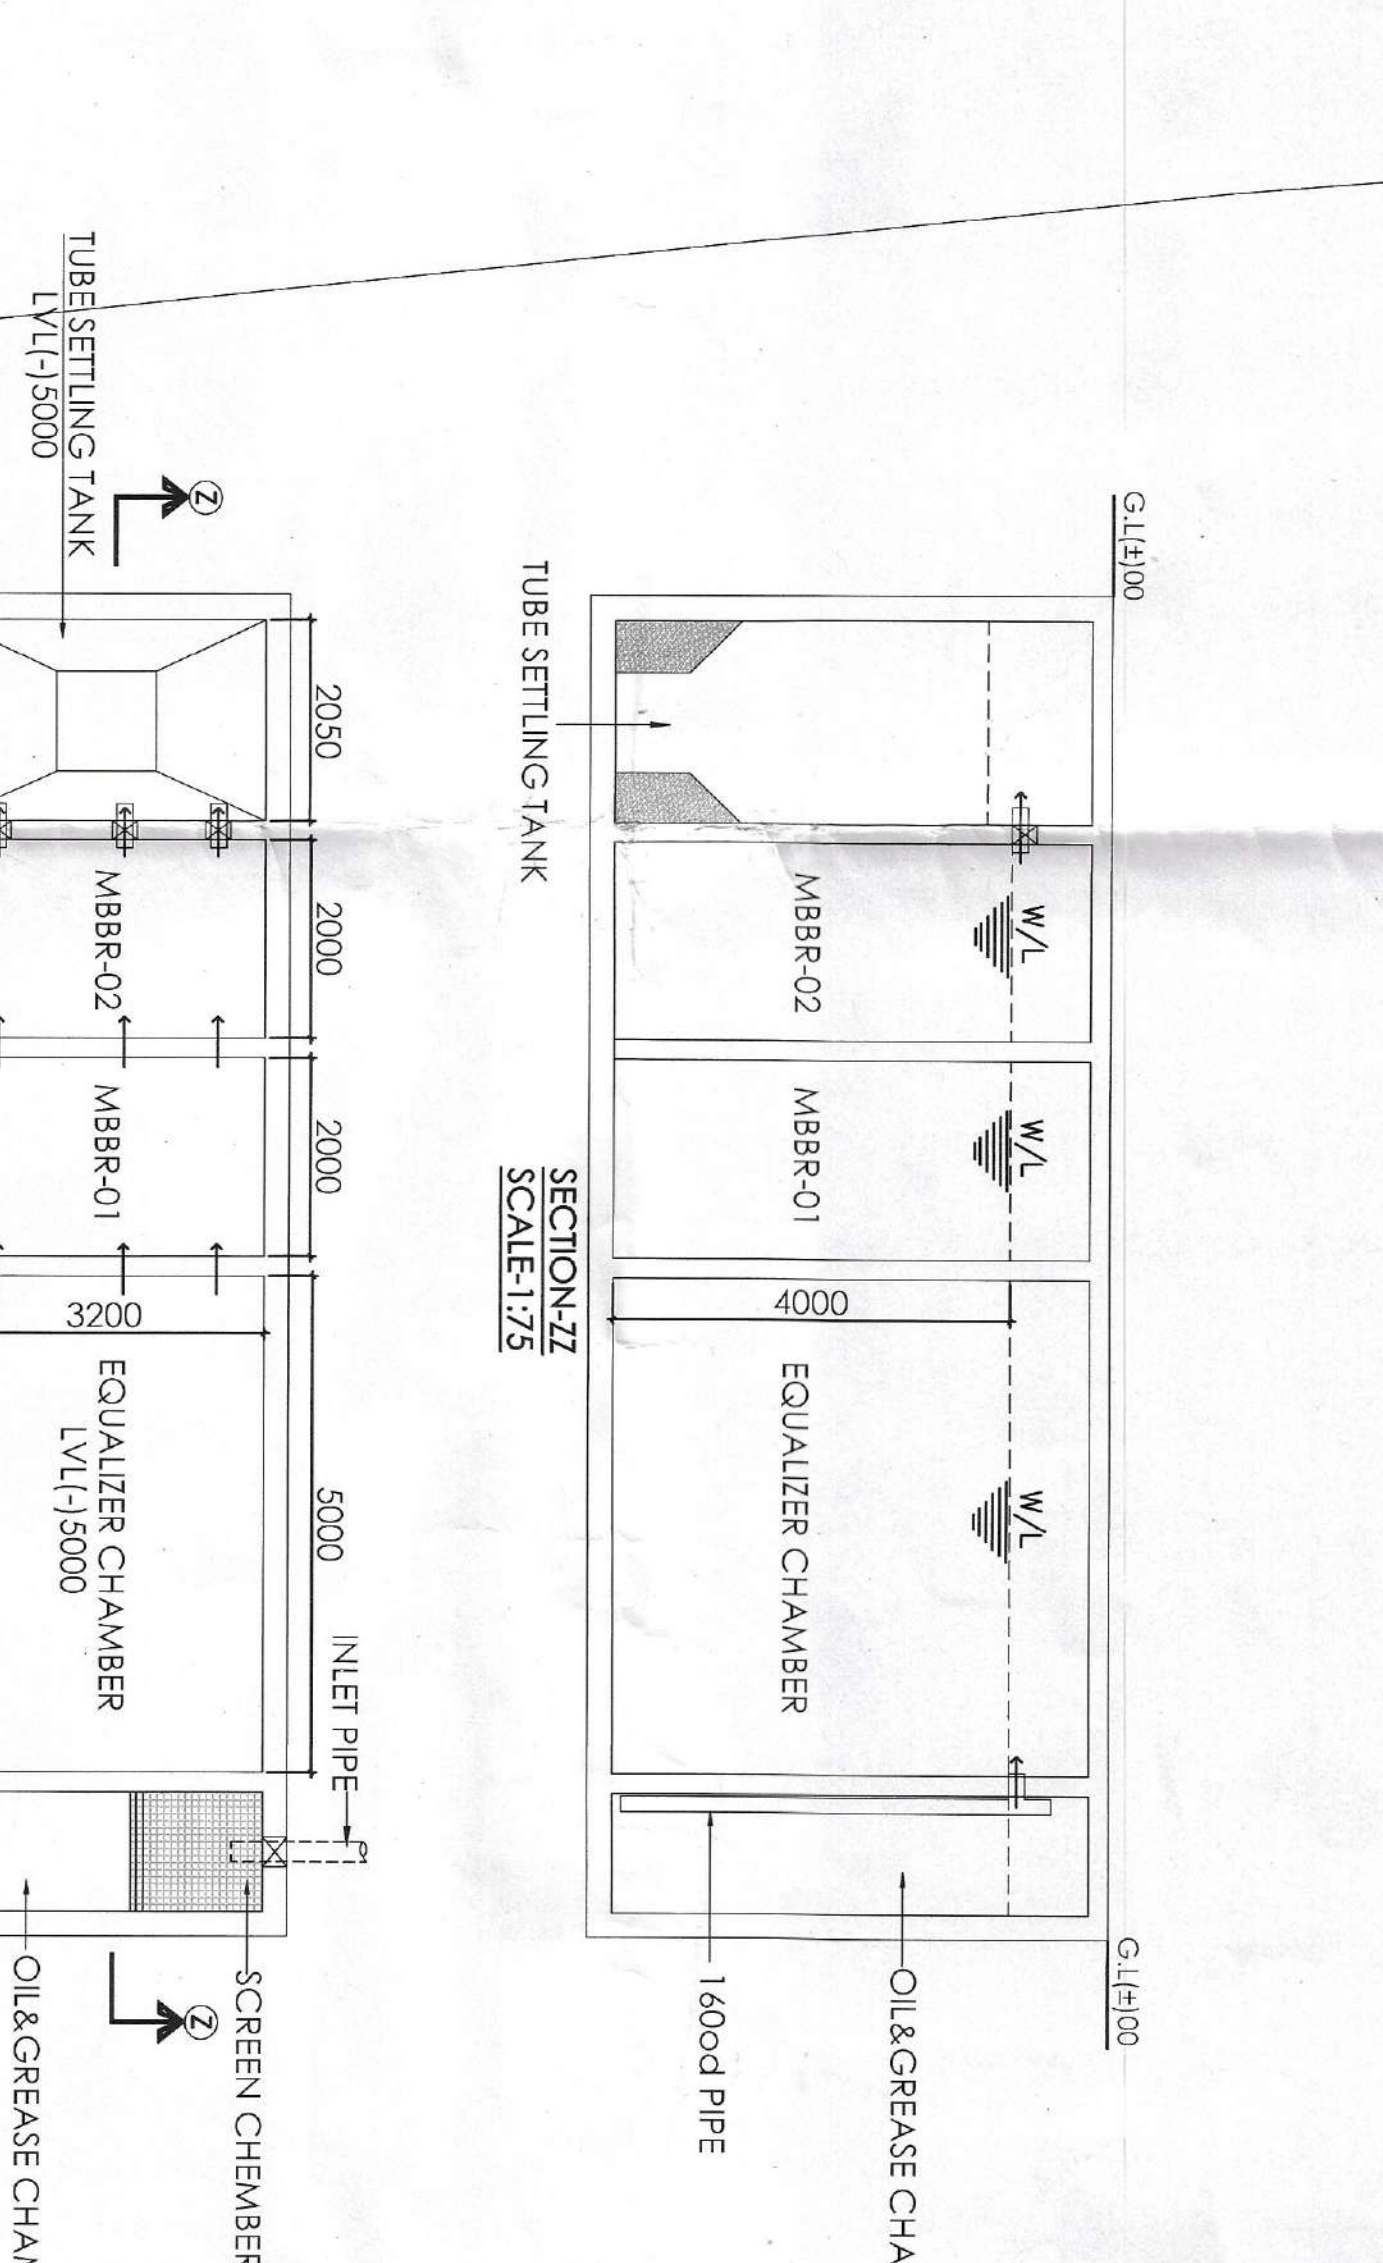 G.L(±)00
G.L(±)00
W/L
W/L
W/L
MBBR-02
MBBR-01
4000
EQUALIZER CHAMBER
OIL&GREASE CHA
160od PIPE
TUBE SETTLING TANK
SECTION-ZZ
SCALE-1:75
INLET PIPE
2050
2000
2000
5000
Z
Z
SCREEN CHEMBER
TUBE SETTLING TANK
LVL(-)5000
MBBR-02
MBBR-01
3200
EQUALIZER CHAMBER
LVL(-)5000
OIL&GREASE CHAM